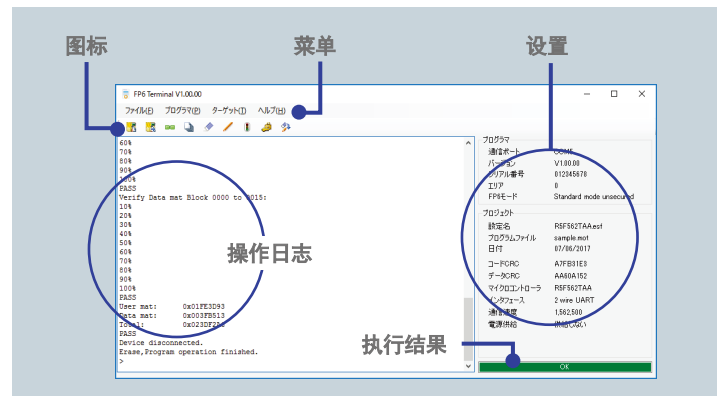 图标
菜单
设置
FP6 Terminal V1.00.00
ファイル(F) プログラマ(P) ターゲット(T) ヘルプ(H)
60%
70%
80%
90%
100%
PASS
Verify Data mat Block 0000 to 0015:
10%
20%
30%
40%
50%
60%
70%
80%
90%
100%
PASS
User mat: 0x01FE3D93
Data mat: 0x003FB513
Total:
PASS
Device disconnected.
Erase,Program operation finished.
>
操作日志
プログラマ
通信ポート COM5
バージョン V1.00.00
シリアル番号 012345678
エリア 0
FP6モード Standard mode unsecured
プロジェクト
設定名 R5F562TAA.esf
プログラムファイル sample.mot
日付 07/06/2017
コードCRC A7FB31E3
データCRC AA60A152
マイクロコントローラ R5F562TAA
インタフェース 2 wire UART
通信速度 1,562,500
電源供給 供給しない
执行结果
OK